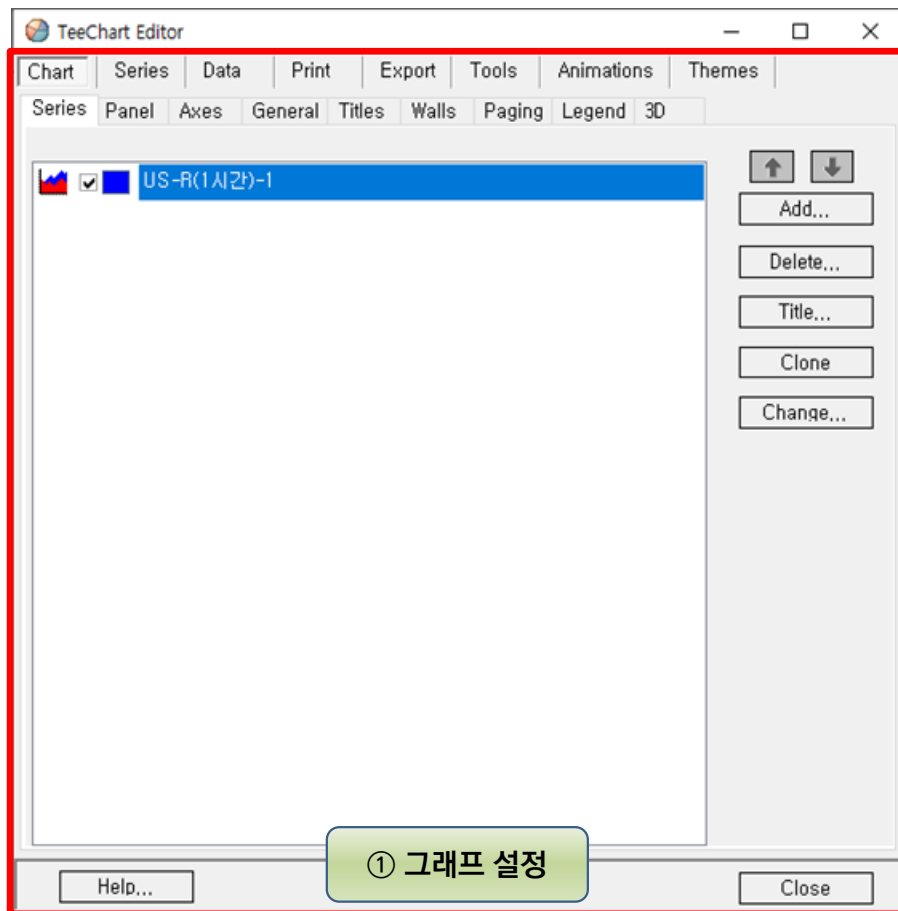 TeeChart Editor
Chart Series Data Print Export Tools Animations Themes
Series Panel Axes General Titles Walls Paging Legend 3D
US-R(1시간)-1
Add...
Delete...
Title...
Clone
Change...
① 그래프 설정
Help... Close